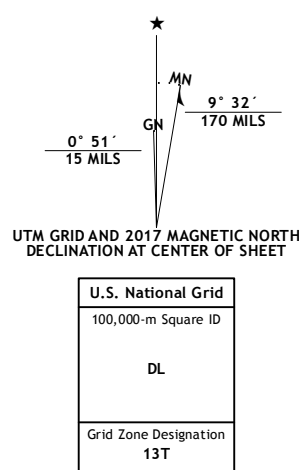 ★
MN
9° 32´
170 MILS
GN
0° 51´
15 MILS
UTM GRID AND 2017 MAGNETIC NORTH
DECLINATION AT CENTER OF SHEET
U.S. National Grid
100,000-m Square ID
DL
Grid Zone Designation
13T